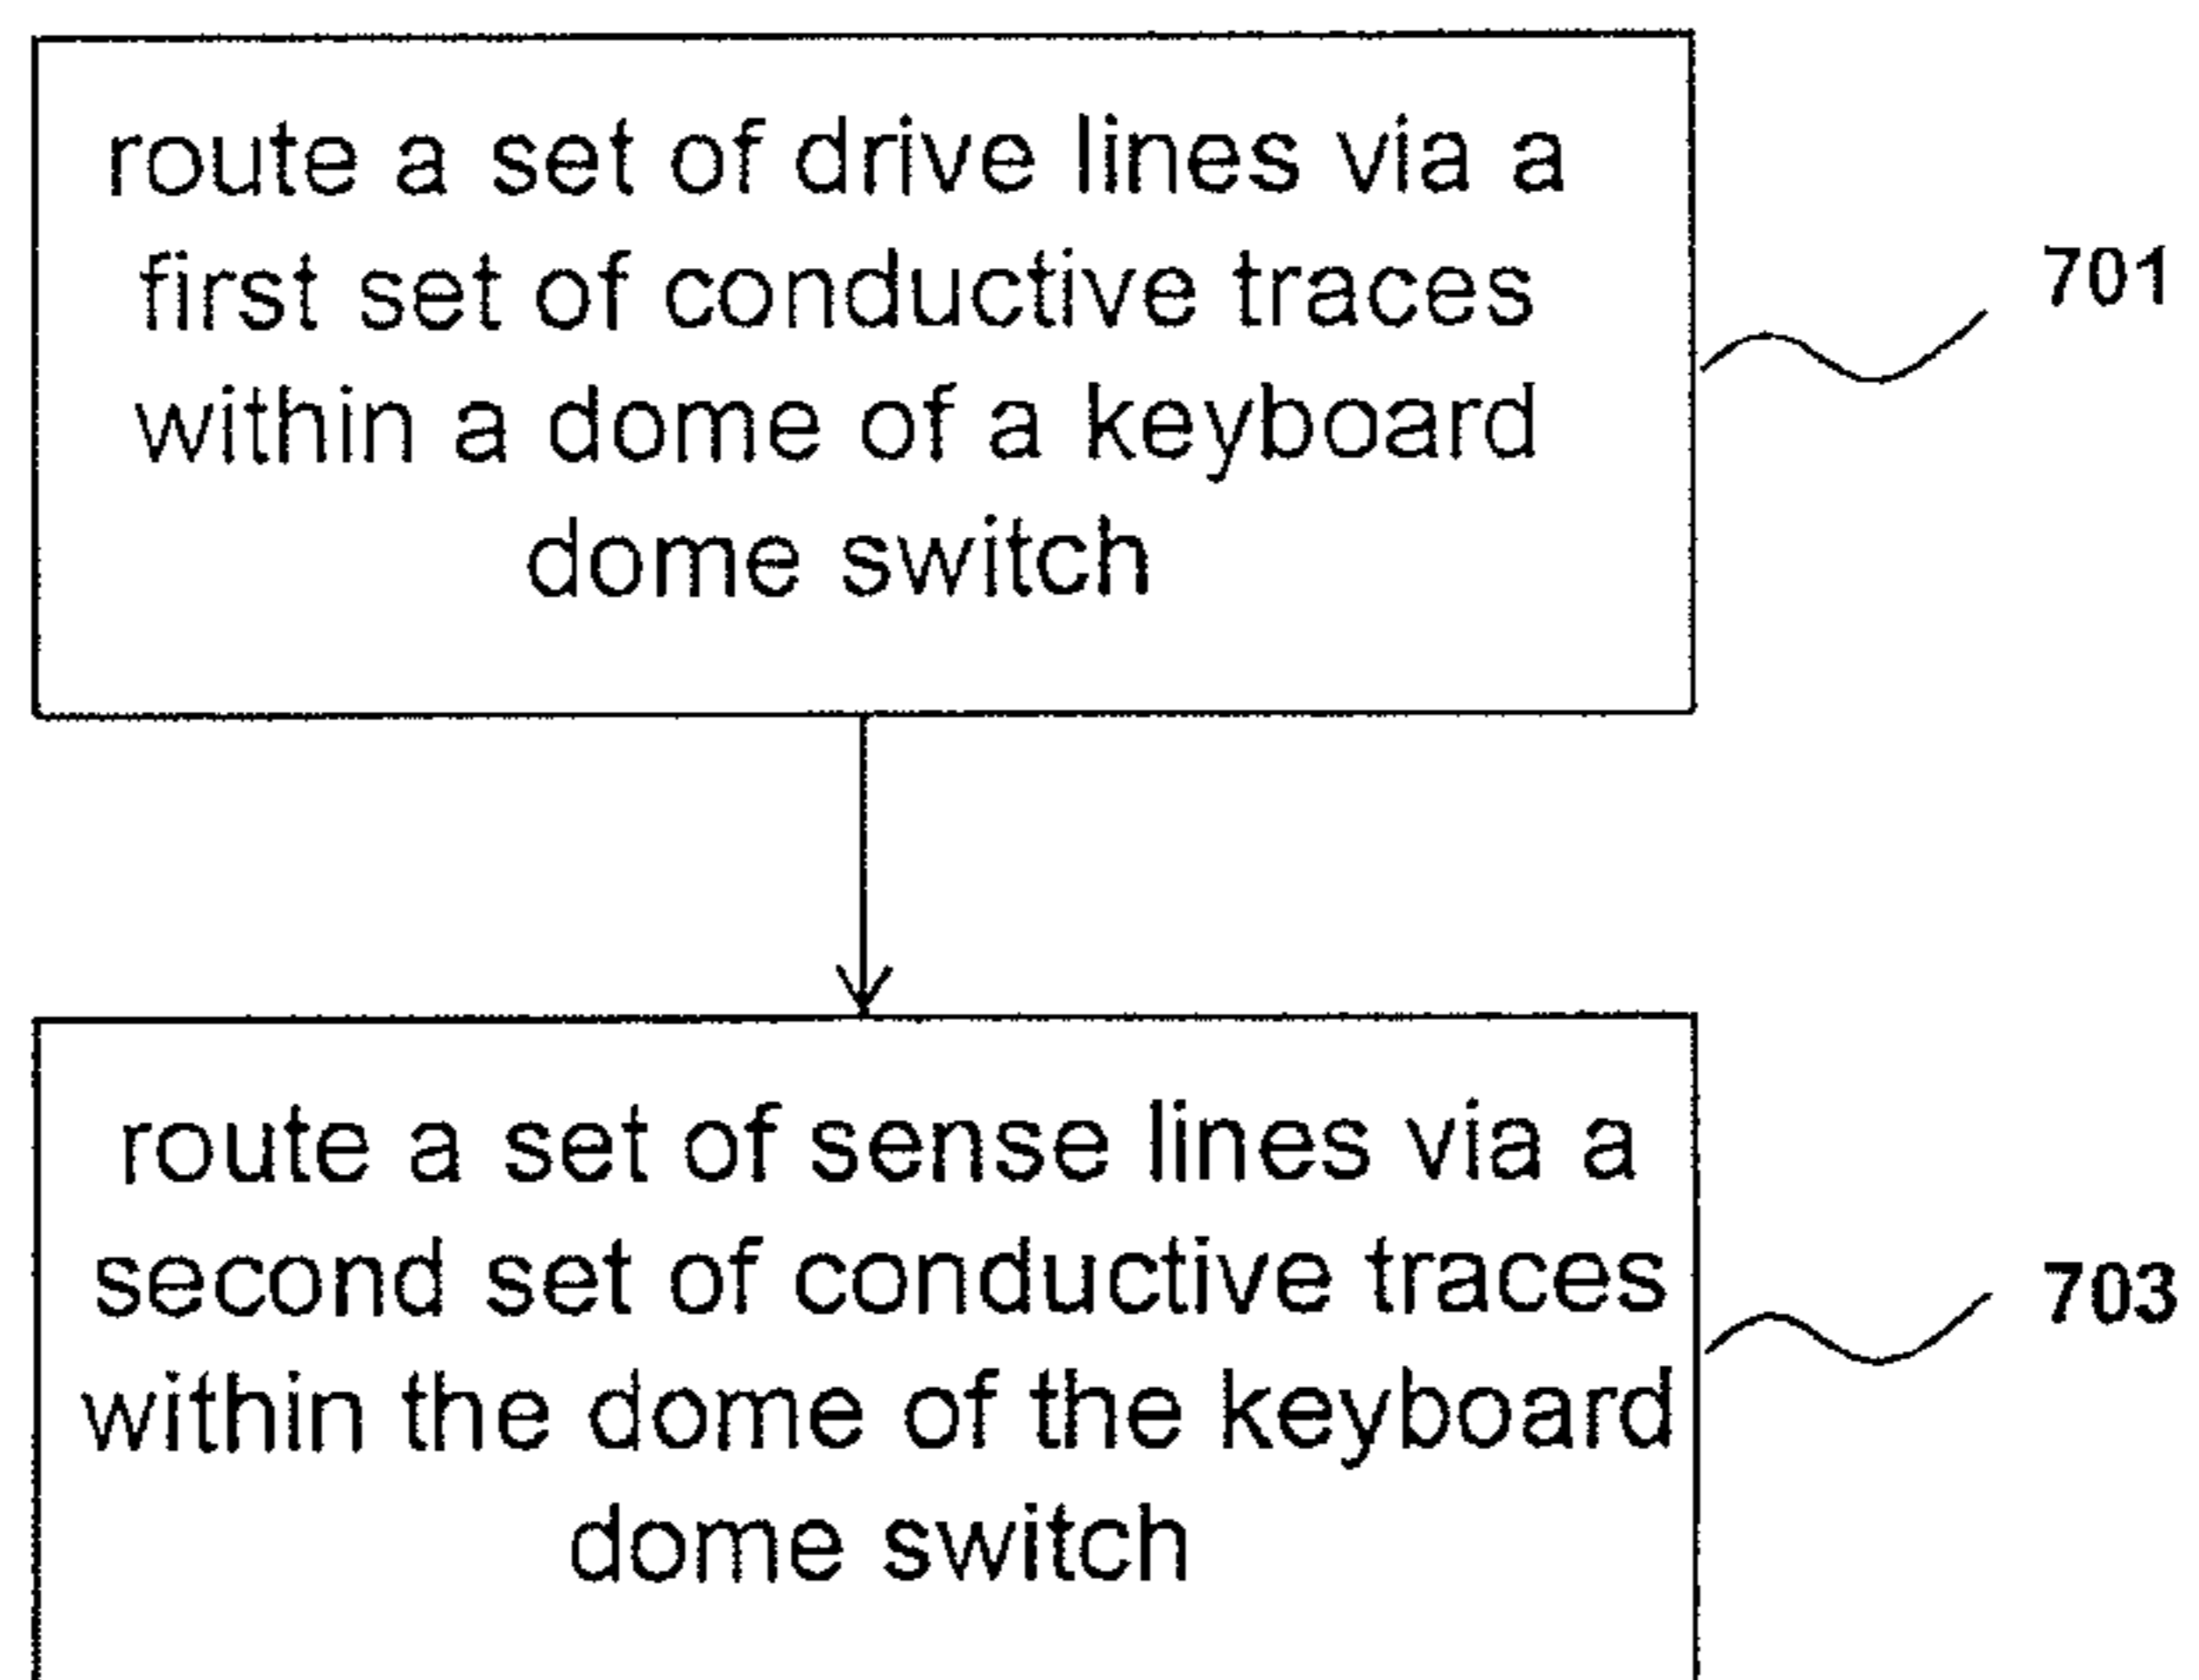 route a set of drive lines via a
first set of conductive traces
within a dome of a keyboard
dome switch
701
route a set of sense lines via a
second set of conductive traces
within the dome of the keyboard
dome switch
703